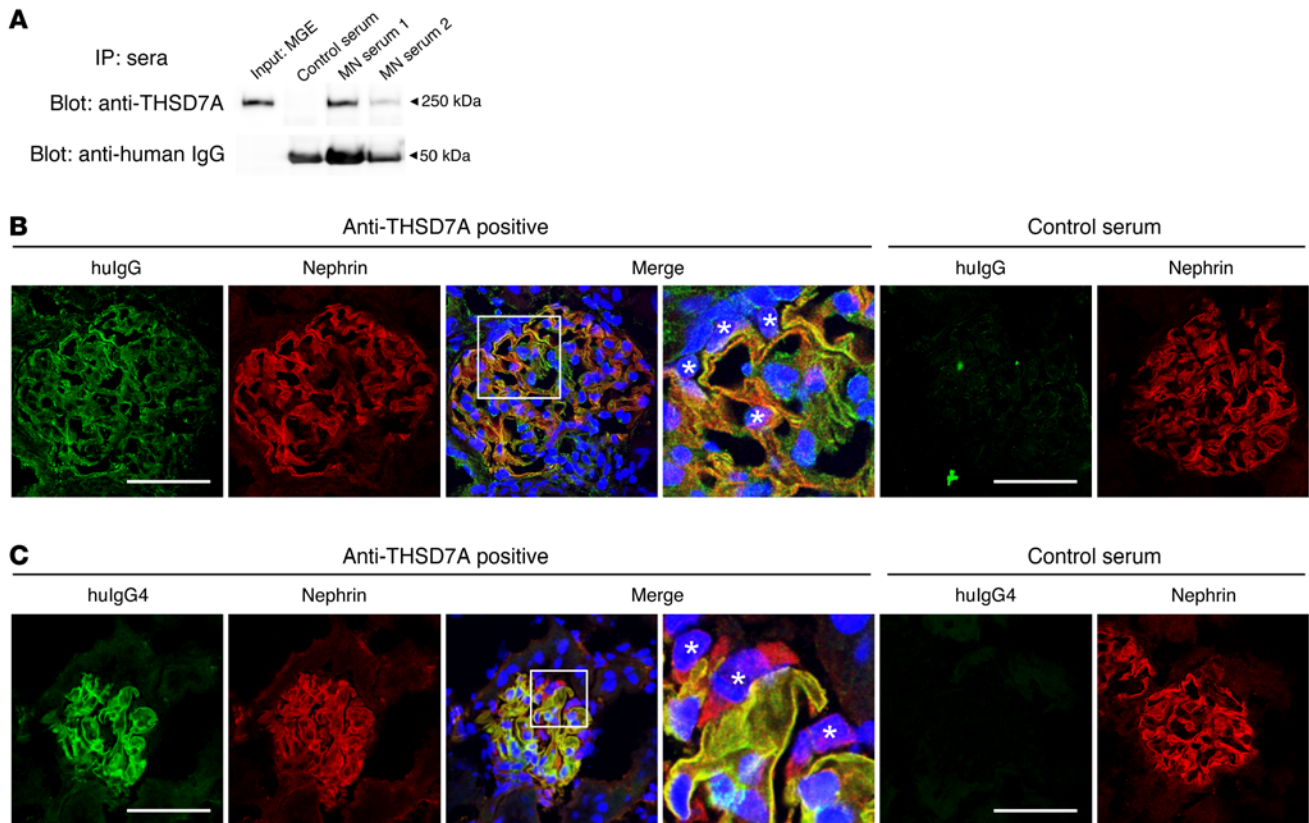 A
IP: sera
Input: MGE
Control serum
MN serum 1
MN serum 2
Blot: anti-THSD7A
◄250 kDa
Blot: anti-human IgG
◄50 kDa
B
Anti-THSD7A positive
Control serum
huIgG
Nephrin
Merge
huIgG
Nephrin
* * * *
C
Anti-THSD7A positive
Control serum
huIgG4
Nephrin
Merge
huIgG4
Nephrin
* * *